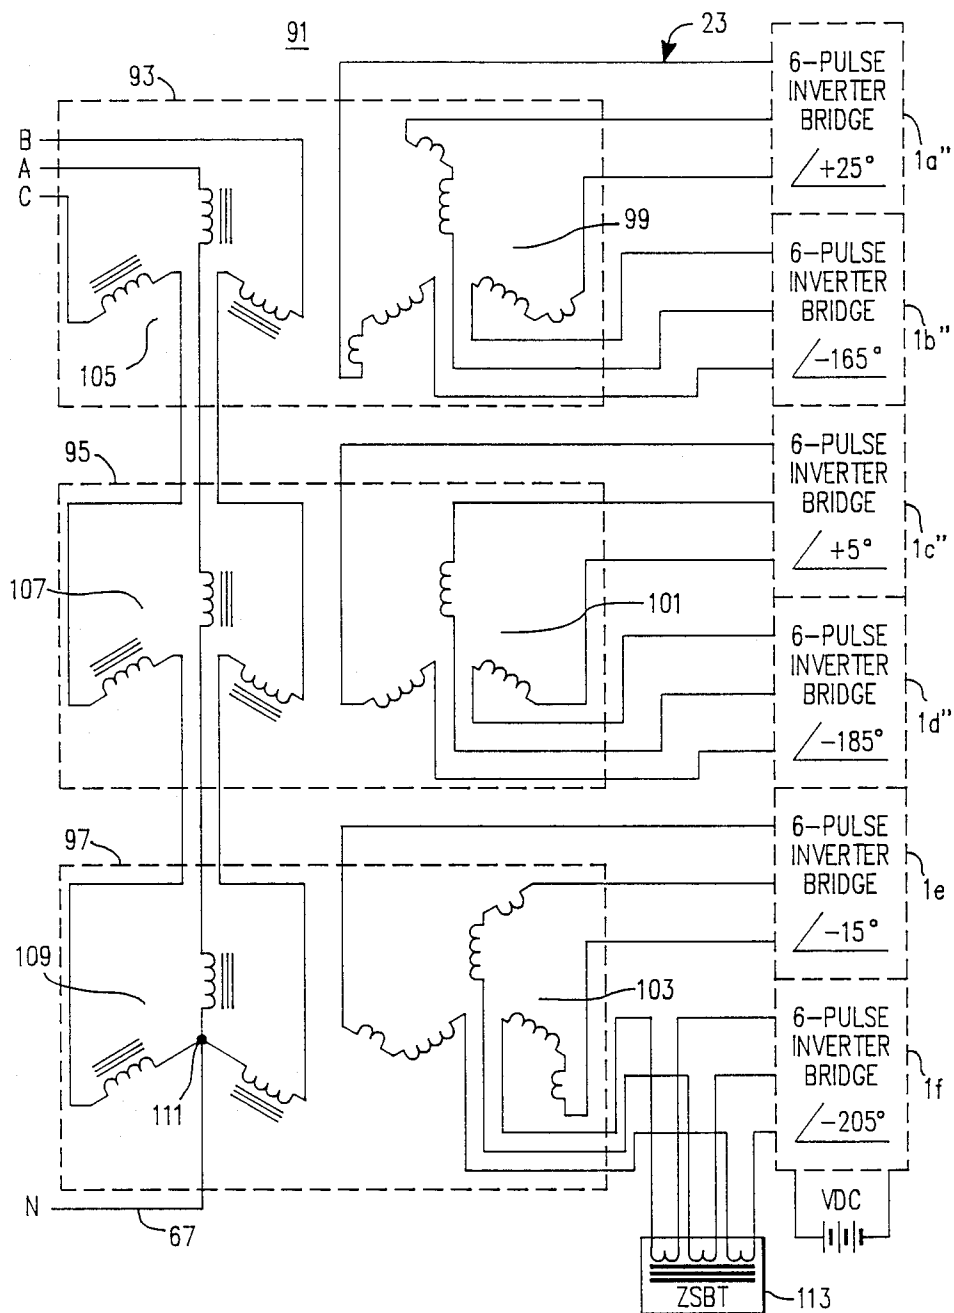 91
23
93
B
A
C
6-PULSE
INVERTER
BRIDGE
+25°
1a"
99
6-PULSE
INVERTER
BRIDGE
-165°
1b"
105
95
6-PULSE
INVERTER
BRIDGE
+5°
1c"
107
101
6-PULSE
INVERTER
BRIDGE
-185°
1d"
97
6-PULSE
INVERTER
BRIDGE
-15°
1e
109
103
6-PULSE
INVERTER
BRIDGE
-205°
1f
111
N
67
VDC
ZSBT
113